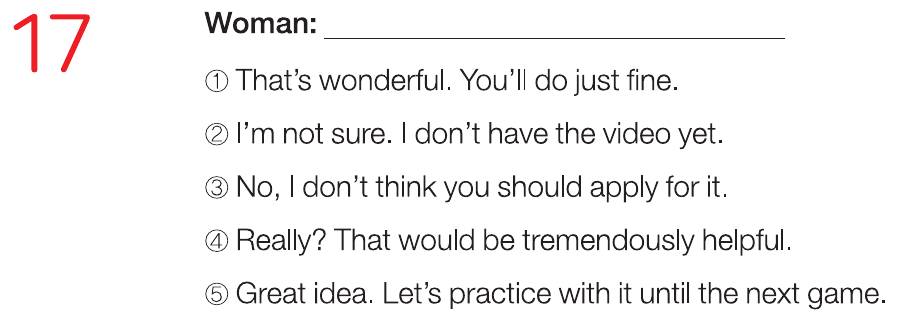 17
Woman: ____________________
① That's wonderful. You'll do just fine.
② I'm not sure. I don't have the video yet.
③ No, I don't think you should apply for it.
④ Really? That would be tremendously helpful.
⑤ Great idea. Let's practice with it until the next game.